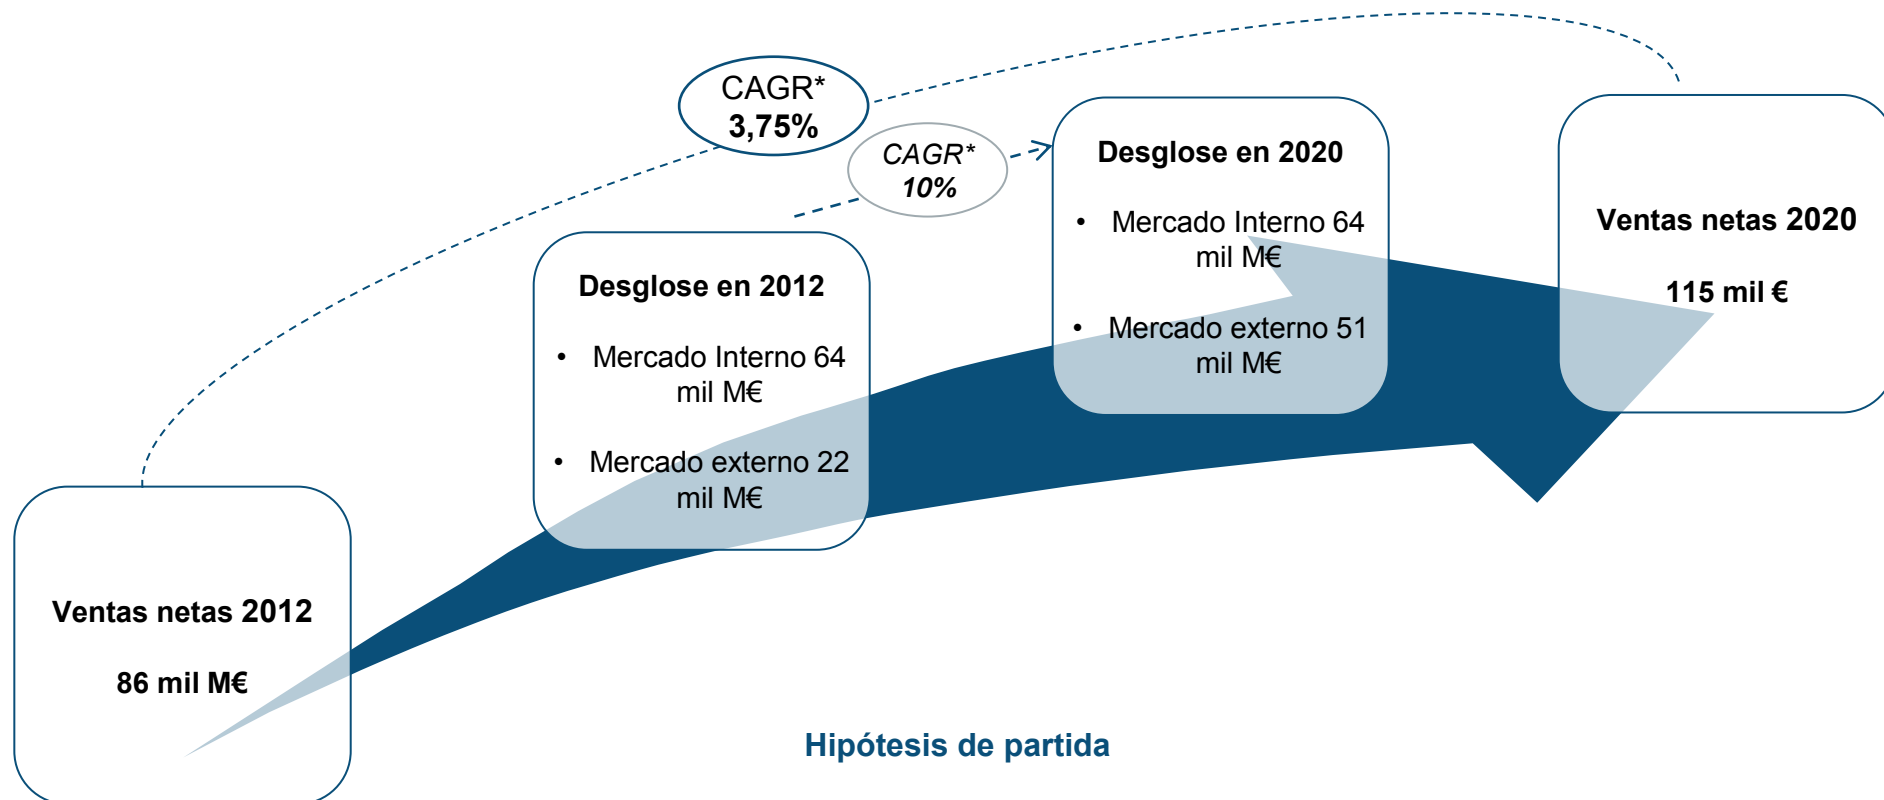 CAGR*
3,75%
CAGR*
10%
Desglose en 2020
• Mercado Interno 64
mil M€
• Mercado externo 51
mil M€
Ventas netas 2020
115 mil €
Desglose en 2012
• Mercado Interno 64
mil M€
• Mercado externo 22
mil M€
Ventas netas 2012
86 mil M€
Hipótesis de partida